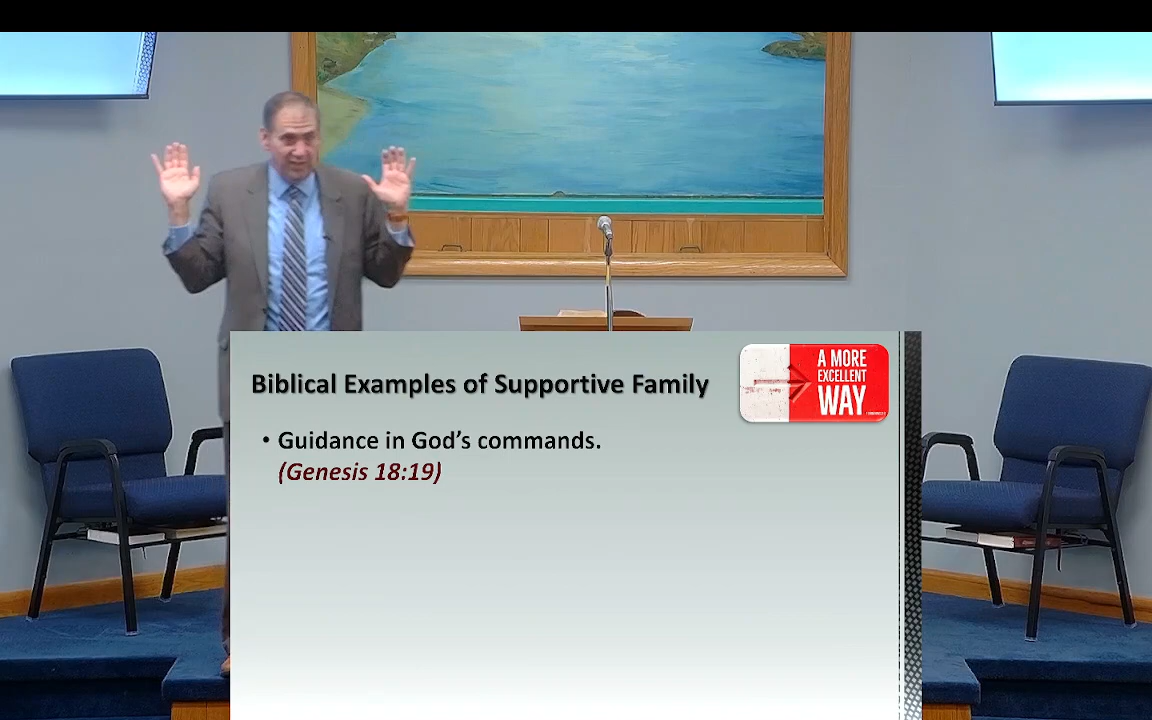 Biblical Examples of Supportive Family
A MORE
EXCELLENT
WAY
• Guidance in God's commands.
(Genesis 18:19)